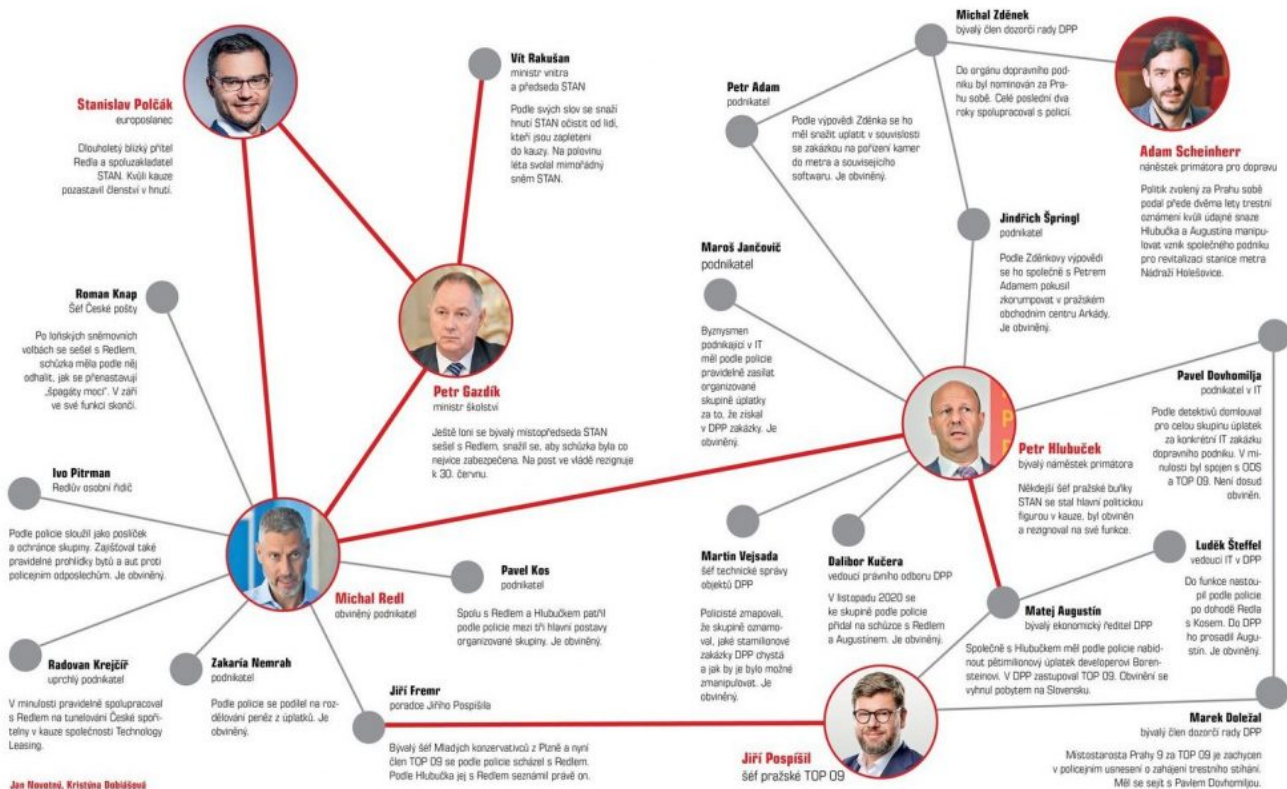 Stanislav Polčák
europoslanec
Dlouholetý blízký přítel
Redla a spoluzakladatel
STAN. Kvůli kauze
pozastavil členství v hnutí.
Vít Rakušan
ministr vnitra
a předseda STAN
Podle svých slov se snaží
hnutí STAN očistit od lidí,
kteří jsou zapleteni
do kauzy. Na polovinu
léta svolal mimořádný
sněm STAN.
Michal Zděnek
bývalý člen dozorčí rady DPP
Do orgánu dopravního pod-
niku byl nominován za Pra-
hu sobě. Celé poslední dva
roky spolupracoval s policií.
Adam Scheinherr
náměstek primátora pro dopravu
Politik zvolený za Prahu sobě
podal přede dvěma lety trestní
oznámení kvůli údajné snaze
Hlubučka a Augustina manipu-
lovat vznik společného podniku
pro revitalizaci stanice metra
Nádraží Holešovice.
Petr Adam
podnikatel
Podle výpovědi Zděnka se ho
měl snažit uplatit v souvislosti
se zakázkou na pořízení kamer
do metra a souvisejícího
softwaru. Je obviněný.
Jindřich Špringl
podnikatel
Podle Zděnkovy výpovědi
se ho společně s Petrem
Adamem pokusil
zkorumpovat v pražském
obchodním centru Arkády.
Je obviněný.
Maroš Jančovič
podnikatel
Byznysmen
podnikající v IT
měl podle policie
pravidelně zasílat
organizované
skupině úplatky
za to, že získal
v DPP zakázky. Je
obviněný.
Roman Knap
Šéf České pošty
Po loňských sněmovních
volbách se sešel s Redlem,
schůzka měla podle něj
odhalit, jak se přenastavují
„špagáty moci“. V září
ve své funkci skončí.
Petr Gazdík
ministr školství
Ještě loni se bývalý místopředseda STAN
sešel s Redlem, snažil se, aby schůzka byla co
nejvíce zabezpečena. Na post ve vládě rezignuje
k 30. červnu.
Petr Hlubuček
bývalý náměstek primátora
Někdejší šéf pražské buňky
STAN se stal hlavní politickou
figurou v kauze, byl obviněn
a rezignoval na své funkce.
Pavel Dovhomilja
podnikatel v IT
Podle detektivů domlouval
pro celou skupinu úplatek
za konkrétní IT zakázku
dopravního podniku. V mi-
nulosti byl spojen s ODS
a TOP 09. Není dosud
obviněn.
Ivo Pitrman
Redlův osobní řidič
Podle policie sloužil jako poslíček
a ochránce skupiny. Zajišťoval také
pravidelné prohlídky bytů a aut proti
policejním odposlechům. Je obviněný.
Michal Redl
obviněný podnikatel
Pavel Kos
podnikatel
Spolu s Redlem a Hlubučkem patřil
podle policie mezi tři hlavní postavy
organizované skupiny. Je obviněný.
Martin Vejsada
šéf technické správy
objektů DPP
Policisté zmapovali,
že skupině oznamo-
val, jaké stamilionové
zakázky DPP chystá
a jak by je bylo možné
zmanipulovat. Je
obviněný.
Dalibor Kučera
vedoucí právního odboru DPP
V listopadu 2020 se
ke skupině podle policie
přidal na schůzce s Redlem
a Augustinem. Je obviněný.
Matej Augustín
bývalý ekonomický ředitel DPP
Společně s Hlubučkem měl podle policie nabíd-
nout pětimilionový úplatek developerovi Boren-
steinovi. V DPP zastupoval TOP 09. Obvinění se
vyhnul pobytem na Slovensku.
Luděk Šteffel
vedoucí IT v DPP
Do funkce nastou-
pil podle policie
po dohodě Redla
s Kosem. Do DPP
ho prosadil Augu-
stin. Je obviněný.
Radovan Krejčíř
uprchlý podnikatel
V minulosti pravidelně spolupracoval
s Redlem na tunelování České spoři-
telny v kauze společnosti Technology
Leasing.
Zakaría Nemrah
podnikatel
Podle policie se podílel na roz-
dělování peněz z úplatků. Je
obviněný.
Jiří Fremr
poradce Jiřího Pospíšila
Bývalý šéf Mladých konzervativců z Plzně a nyní
člen TOP 09 se podle policie scházel s Redlem.
Podle Hlubučka jej s Redlem seznámil právě on.
Jiří Pospíšil
šéf pražské TOP 09
Marek Doležal
bývalý člen dozorčí rady DPP
Místostarosta Prahy 9 za TOP 09 je zachycen
v policejním usnesení o zahájení trestního stíhání.
Měl se sejít s Pavlem Dovhomiljou.
Jan Novotný, Kristýna Dobiášová